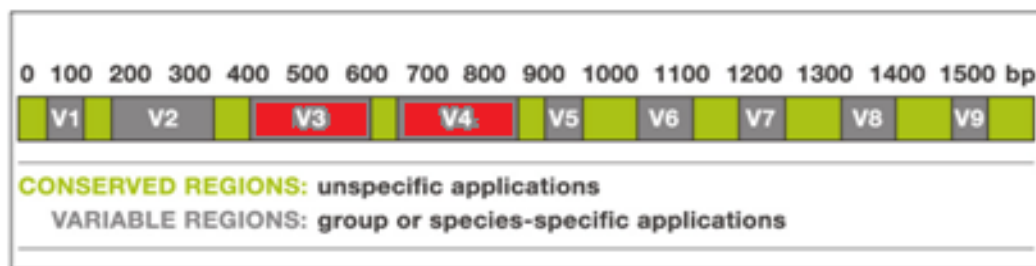 0 100 200 300 400 500 600 700 800 900 1000 1100 1200 1300 1400 1500 bp
V1 V2 V3 V4 V5 V6 V7 V8 V9
CONSERVED REGIONS: unspecific applications
VARIABLE REGIONS: group or species-specific applications